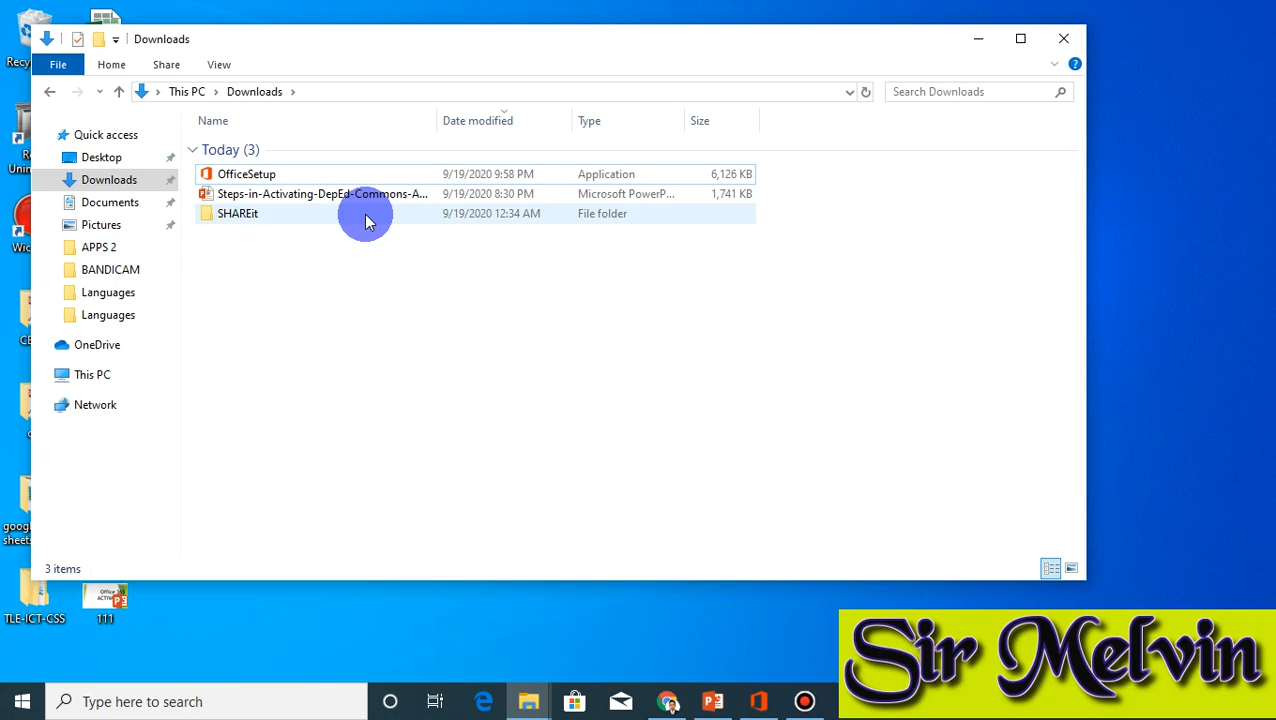 Downloads
File
Home
Share
View
This PC
Downloads
Search Downloads
Name
Date modified
Type
Size
Quick access
Desktop
Downloads
Documents
Pictures
APPS 2
BANDICAM
Languages
Languages
OneDrive
This PC
Network
Today (3)
OfficeSetup 9/19/2020 9:58 PM Application 6,126 KB
Steps-in-Activating-DepEd-Commons-A... 9/19/2020 8:30 PM Microsoft PowerP... 1,741 KB
SHAREit 9/19/2020 12:34 AM File folder
3 items
TLE-ICT-CSS
111
Type here to search
Sir Melvin